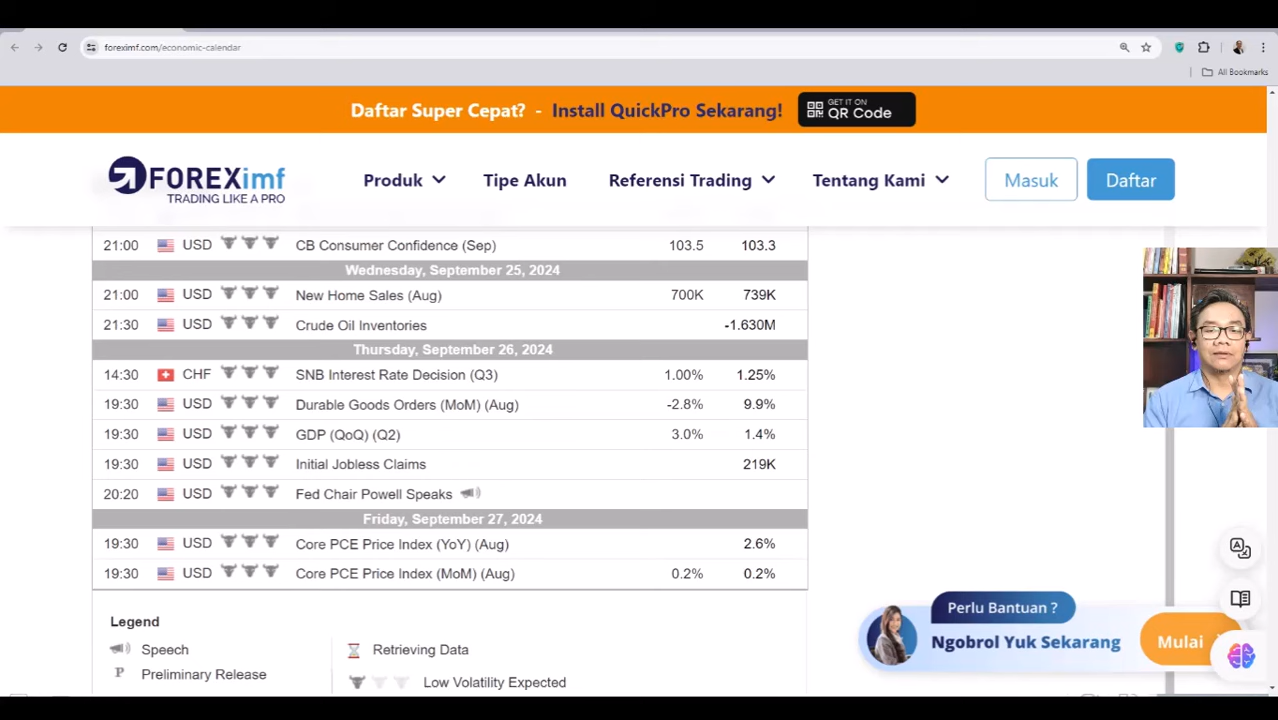 foreximf.com/economic-calendar
All Bookmarks
Daftar Super Cepat? - Install QuickPro Sekarang! GET IT ON QR Code
FOREXimf
TRADING LIKE A PRO
Produk Tipe Akun Referensi Trading Tentang Kami Masuk Daftar
21:00 USD CB Consumer Confidence (Sep) 103.5 103.3
Wednesday, September 25, 2024
21:00 USD New Home Sales (Aug) 700K 739K
21:30 USD Crude Oil Inventories -1.630M
Thursday, September 26, 2024
14:30 CHF SNB Interest Rate Decision (Q3) 1.00% 1.25%
19:30 USD Durable Goods Orders (MoM) (Aug) -2.8% 9.9%
19:30 USD GDP (QoQ) (Q2) 3.0% 1.4%
19:30 USD Initial Jobless Claims 219K
20:20 USD Fed Chair Powell Speaks
Friday, September 27, 2024
19:30 USD Core PCE Price Index (YoY) (Aug) 2.6%
19:30 USD Core PCE Price Index (MoM) (Aug) 0.2% 0.2%
Legend
Speech Retrieving Data
P Preliminary Release Low Volatility Expected
Perlu Bantuan ?
Ngobrol Yuk Sekarang Mulai